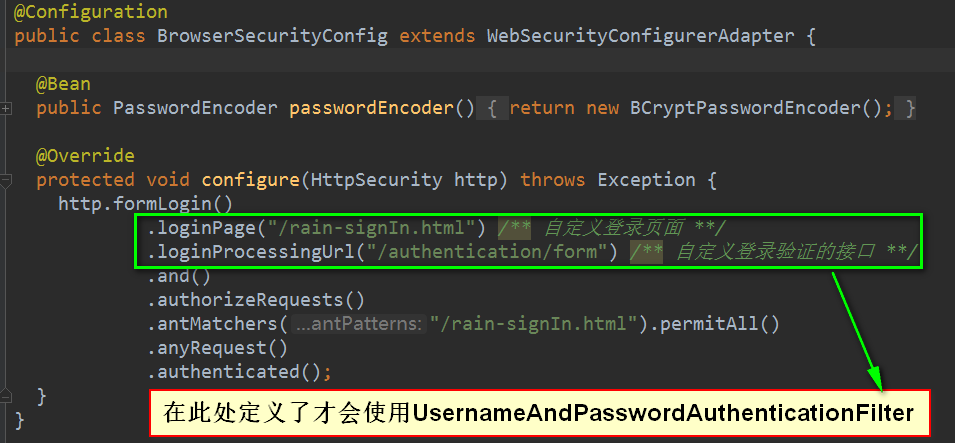 @Configuration
public class BrowserSecurityConfig extends WebSecurityConfigurerAdapter {
@Bean
public PasswordEncoder passwordEncoder() { return new BCryptPasswordEncoder(); }
@Override
protected void configure(HttpSecurity http) throws Exception {
http.formLogin()
.loginPage("/rain-signIn.html") /** 自定义登录页面 **/
.loginProcessingUrl("/authentication/form") /** 自定义登录验证的接口 **/
.and()
.authorizeRequests()
.antMatchers( ...antPatterns: "/rain-signIn.html").permitAll()
.anyRequest()
.authenticated();
}
}
在此处定义了才会使用UsernameAndPasswordAuthenticationFilter